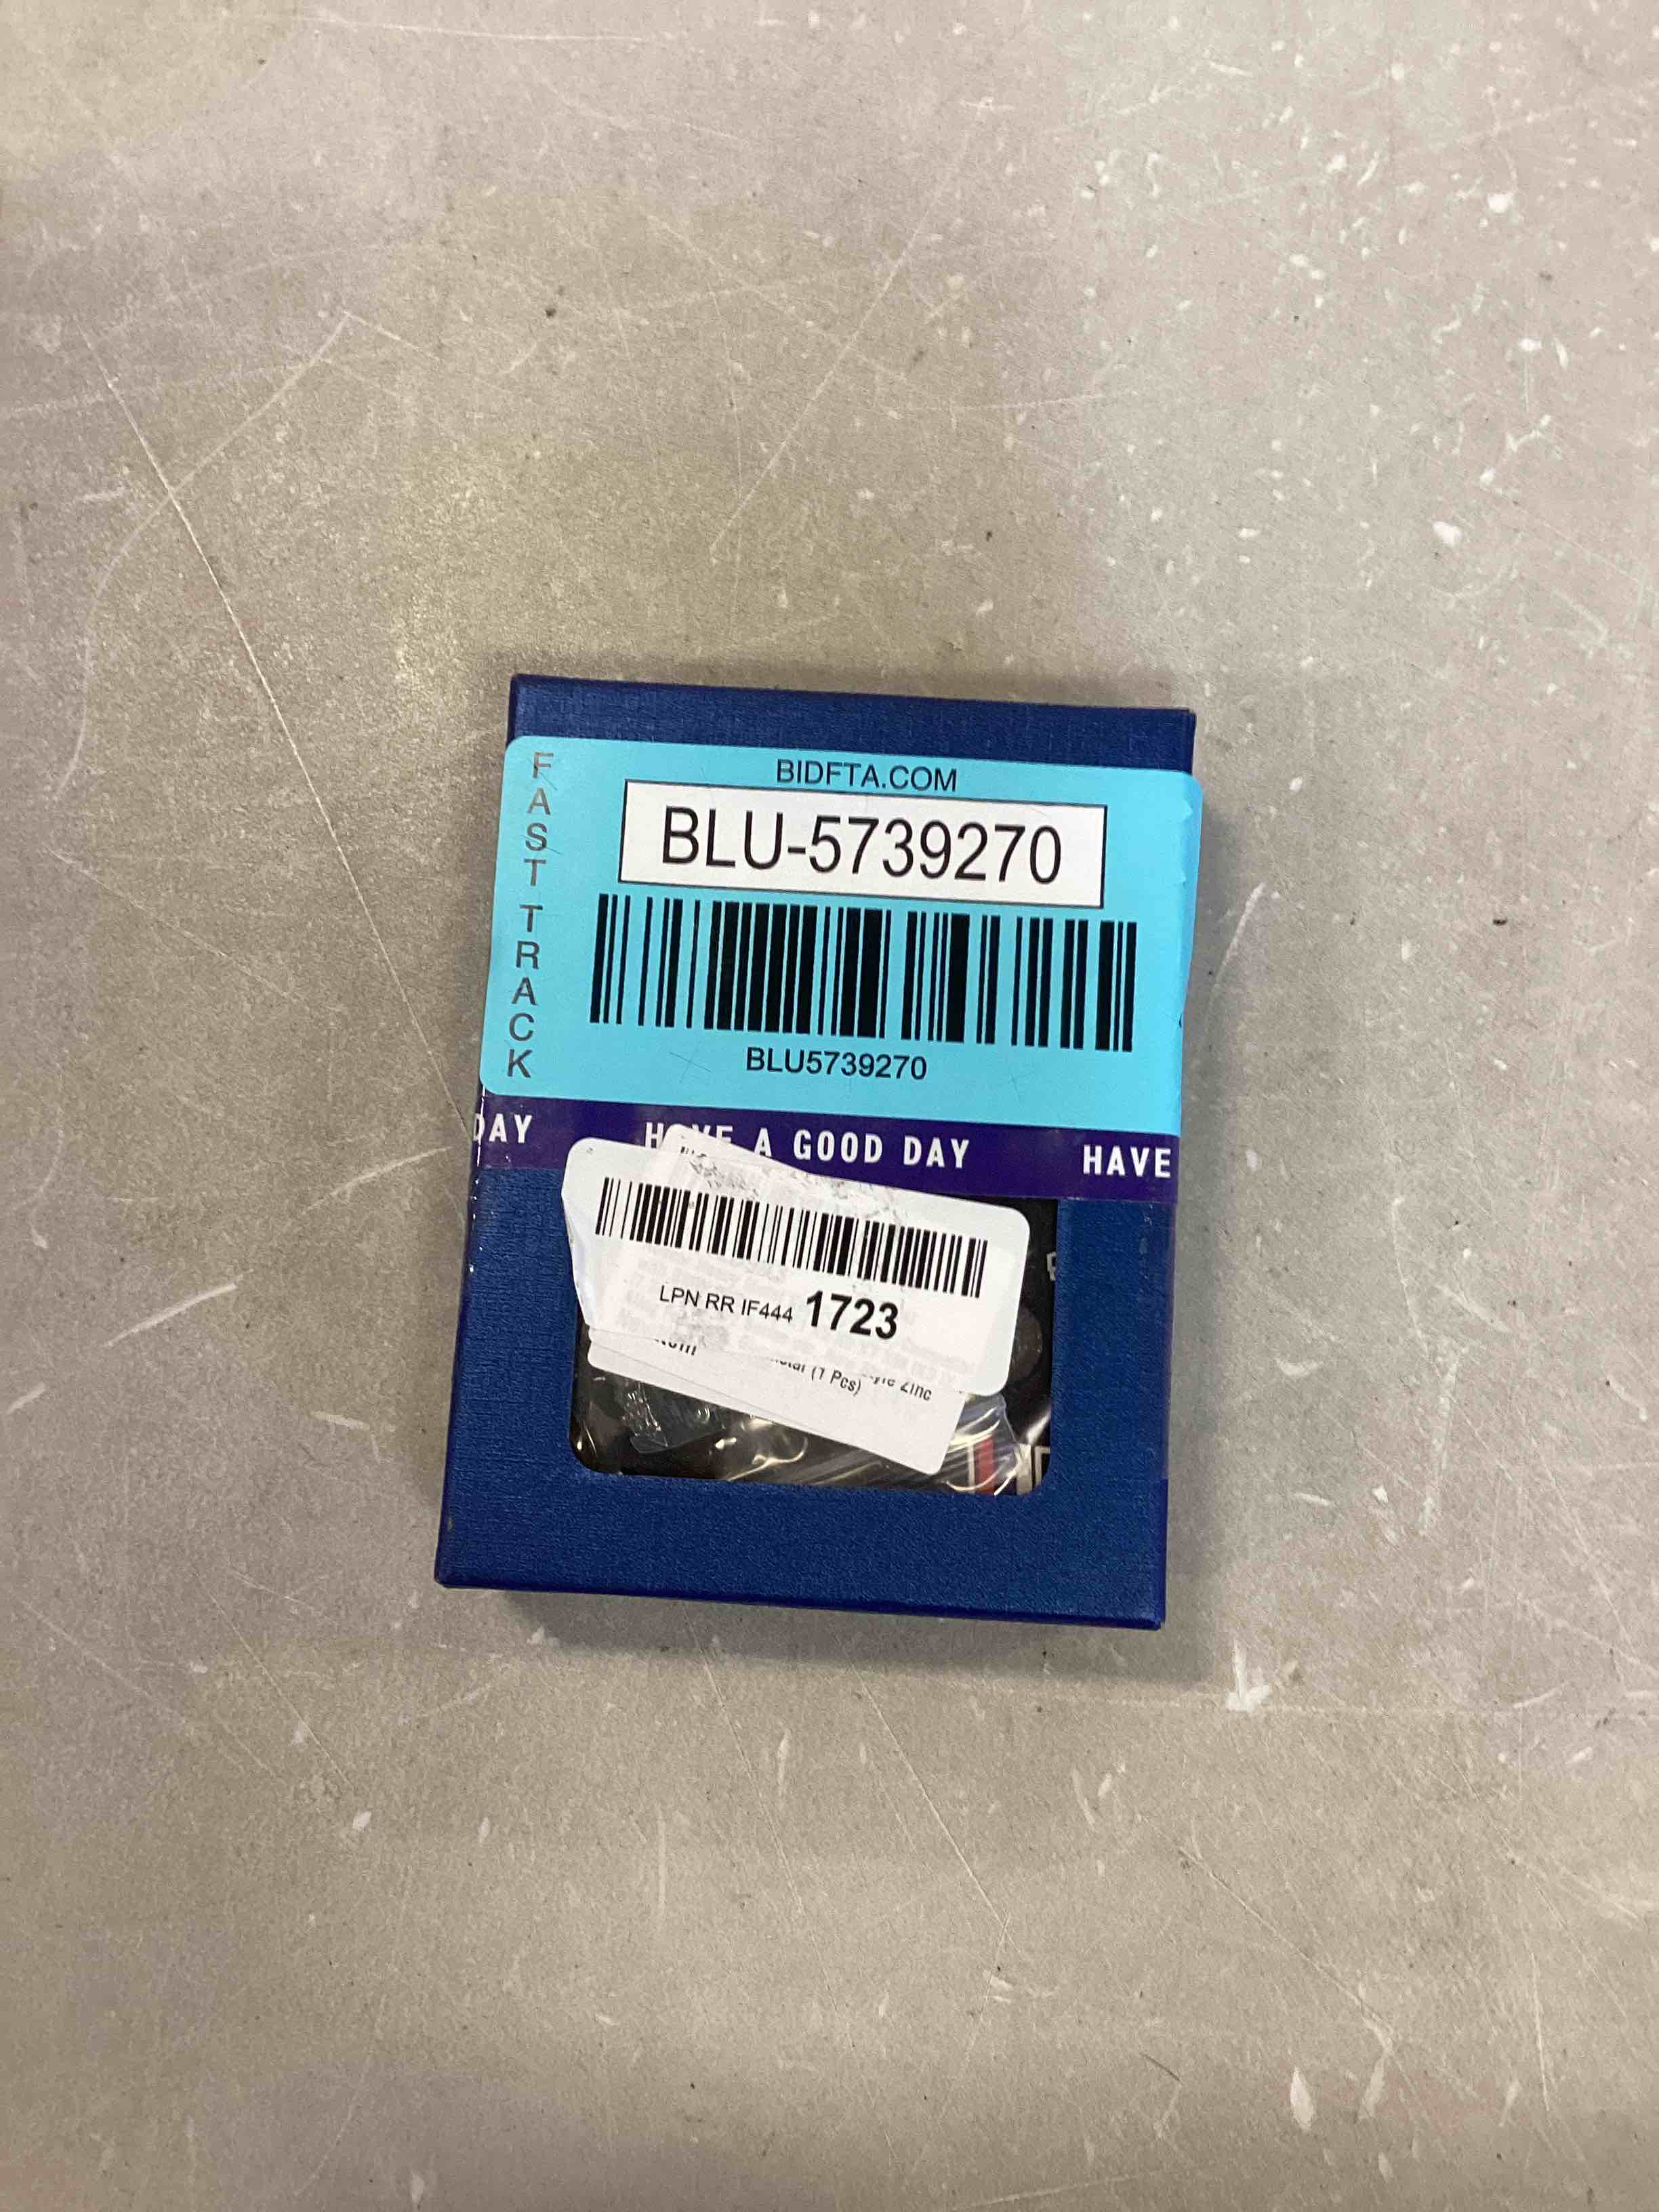 FAST TRACK
BIDFTA.COM
BLU-5739270
BLU5739270
DAY HAVE A GOOD DAY HAVE
LPN RR IF444 1723
(1 Pcs)
Zinc